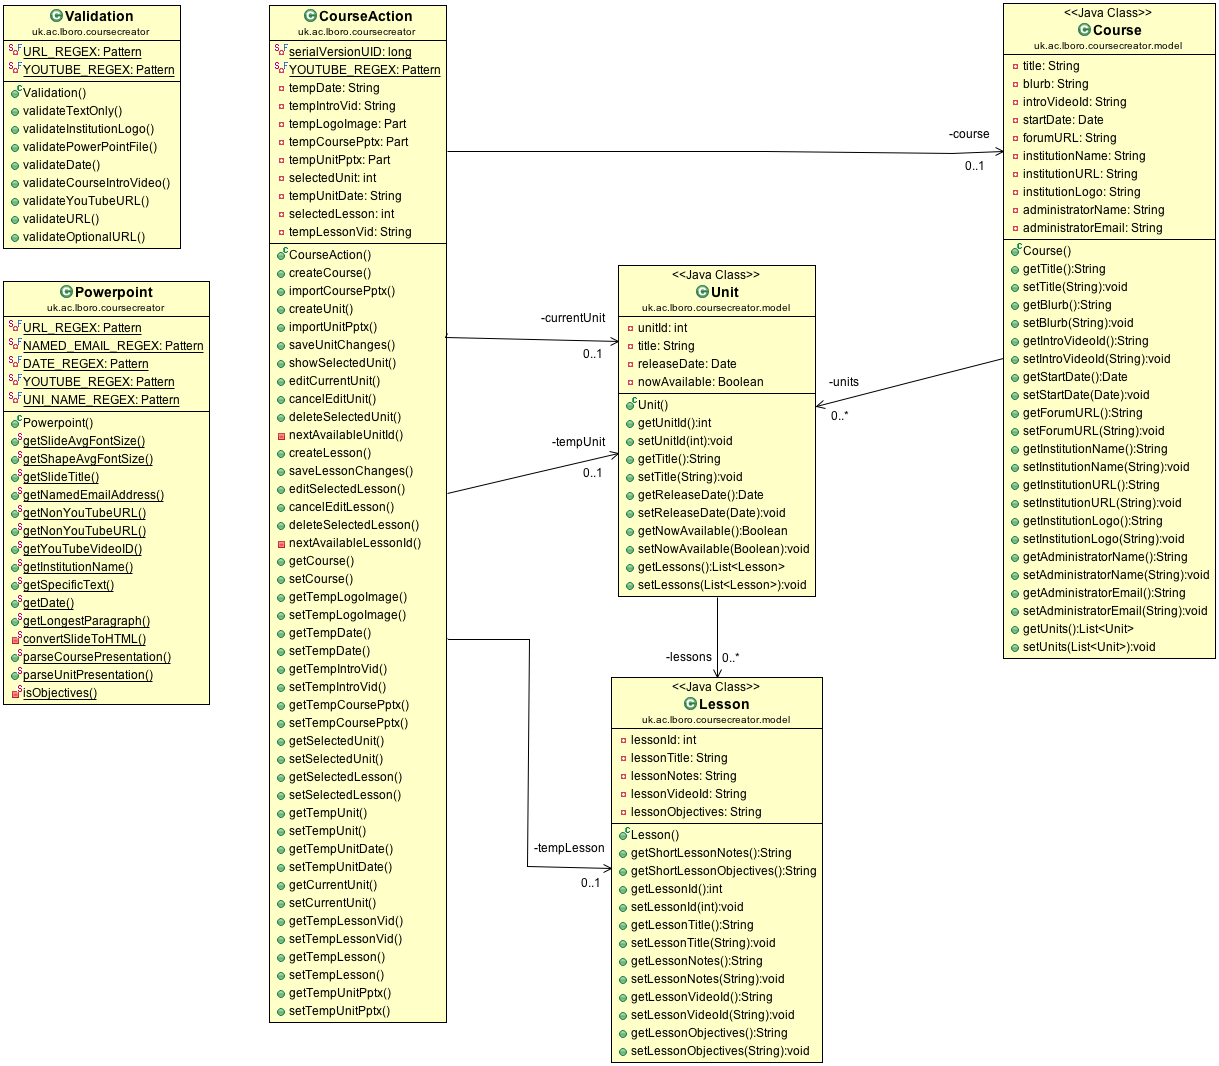 Validation
uk.ac.lboro.coursecreator
URL_REGEX: Pattern
YOUTUBE_REGEX: Pattern
Validation()
validateTextOnly()
validateInstitutionLogo()
validatePowerPointFile()
validateDate()
validateCourseIntroVideo()
validateYouTubeURL()
validateURL()
validateOptionalURL()
Powerpoint
uk.ac.lboro.coursecreator
URL_REGEX: Pattern
NAMED_EMAIL_REGEX: Pattern
DATE_REGEX: Pattern
YOUTUBE_REGEX: Pattern
UNI_NAME_REGEX: Pattern
Powerpoint()
getSlideAvgFontSize()
getShapeAvgFontSize()
getSlideTitle()
getNamedEmailAddress()
getNonYouTubeURL()
getNonYouTubeURL()
getYouTubeVideoID()
getInstitutionName()
getSpecificText()
getDate()
getLongestParagraph()
convertSlideToHTML()
parseCoursePresentation()
parseUnitPresentation()
isObjectives()
CourseAction
uk.ac.lboro.coursecreator
serialVersionUID: long
YOUTUBE_REGEX: Pattern
tempDate: String
tempIntroVid: String
tempLogoImage: Part
tempCoursePptx: Part
tempUnitPptx: Part
selectedUnit: int
tempUnitDate: String
selectedLesson: int
tempLessonVid: String
CourseAction()
createCourse()
importCoursePptx()
createUnit()
importUnitPptx()
saveUnitChanges()
showSelectedUnit()
editCurrentUnit()
cancelEditUnit()
deleteSelectedUnit()
nextAvailableUnitId()
createLesson()
saveLessonChanges()
editSelectedLesson()
cancelEditLesson()
deleteSelectedLesson()
nextAvailableLessonId()
getCourse()
setCourse()
getTempLogoImage()
setTempLogoImage()
getTempDate()
setTempDate()
getTempIntroVid()
setTempIntroVid()
getTempCoursePptx()
setTempCoursePptx()
getSelectedUnit()
setSelectedUnit()
getSelectedLesson()
setSelectedLesson()
getTempUnit()
setTempUnit()
getTempUnitDate()
setTempUnitDate()
getCurrentUnit()
setCurrentUnit()
getTempLessonVid()
setTempLessonVid()
getTempLesson()
setTempLesson()
getTempUnitPptx()
setTempUnitPptx()
-course
0..1
-currentUnit
0..1
-tempUnit
0..1
-tempLesson
0..1
-units
0..*
-lessons
0..*
<<Java Class>>
Unit
uk.ac.lboro.coursecreator.model
unitId: int
title: String
releaseDate: Date
nowAvailable: Boolean
Unit()
getUnitId():int
setUnitId(int):void
getTitle():String
setTitle(String):void
getReleaseDate():Date
setReleaseDate(Date):void
getNowAvailable():Boolean
setNowAvailable(Boolean):void
getLessons():List<Lesson>
setLessons(List<Lesson>):void
<<Java Class>>
Lesson
uk.ac.lboro.coursecreator.model
lessonId: int
lessonTitle: String
lessonNotes: String
lessonVideoId: String
lessonObjectives: String
Lesson()
getShortLessonNotes():String
getShortLessonObjectives():String
getLessonId():int
setLessonId(int):void
getLessonTitle():String
setLessonTitle(String):void
getLessonNotes():String
setLessonNotes(String):void
getLessonVideoId():String
setLessonVideoId(String):void
getLessonObjectives():String
setLessonObjectives(String):void
<<Java Class>>
Course
uk.ac.lboro.coursecreator.model
title: String
blurb: String
introVideoId: String
startDate: Date
forumURL: String
institutionName: String
institutionURL: String
institutionLogo: String
administratorName: String
administratorEmail: String
Course()
getTitle():String
setTitle(String):void
getBlurb():String
setBlurb(String):void
getIntroVideoId():String
setIntroVideoId(String):void
getStartDate():Date
setStartDate(Date):void
getForumURL():String
setForumURL(String):void
getInstitutionName():String
setInstitutionName(String):void
getInstitutionURL():String
setInstitutionURL(String):void
getInstitutionLogo():String
setInstitutionLogo(String):void
getAdministratorName():String
setAdministratorName(String):void
getAdministratorEmail():String
setAdministratorEmail(String):void
getUnits():List<Unit>
setUnits(List<Unit>):void